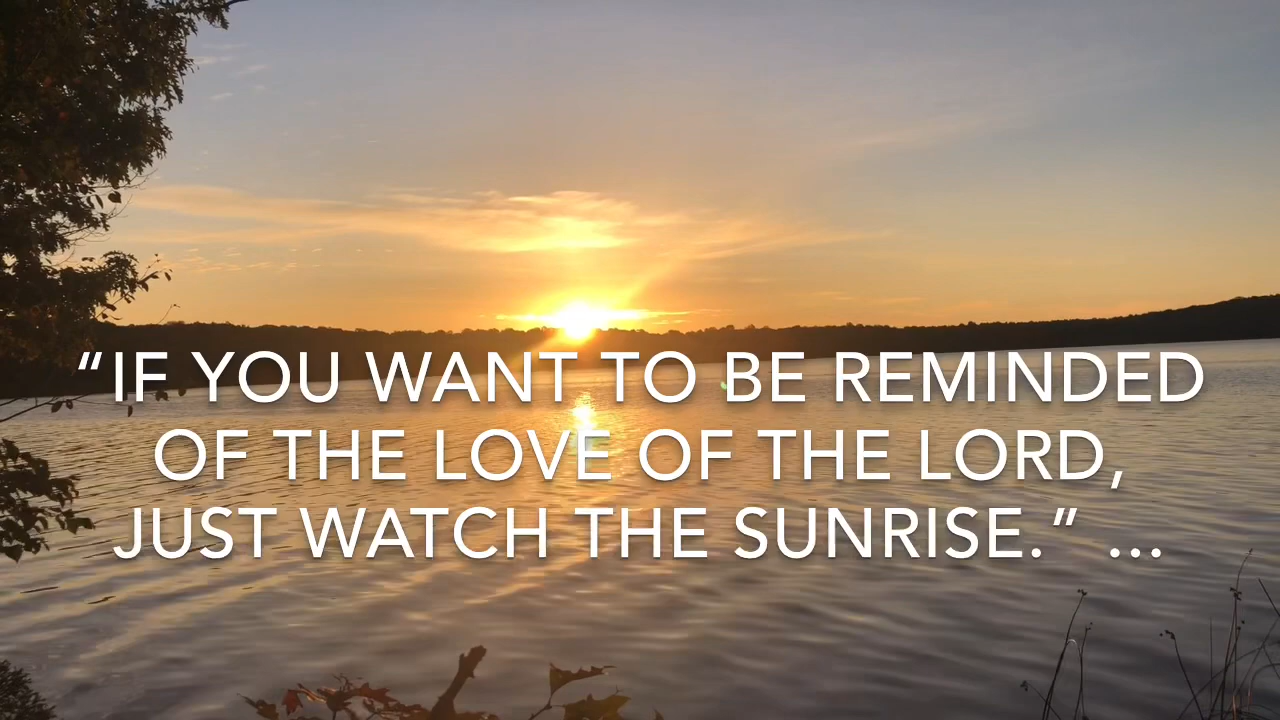 “IF YOU WANT TO BE REMINDED
OF THE LOVE OF THE LORD,
JUST WATCH THE SUNRISE.” ...